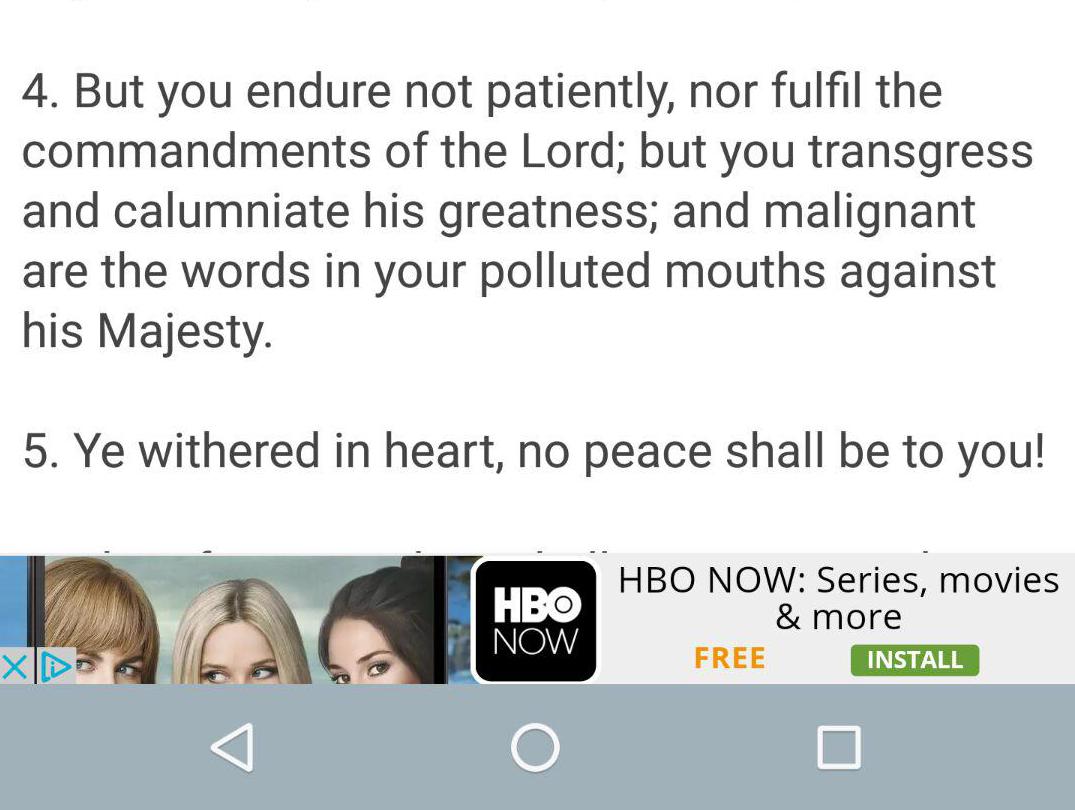 4. But you endure not patiently, nor fulfil the
commandments of the Lord; but you transgress
and calumniate his greatness; and malignant
are the words in your polluted mouths against
his Majesty.
5. Ye withered in heart, no peace shall be to you!
HBO
NOW
HBO NOW: Series, movies
& more
FREE
INSTALL